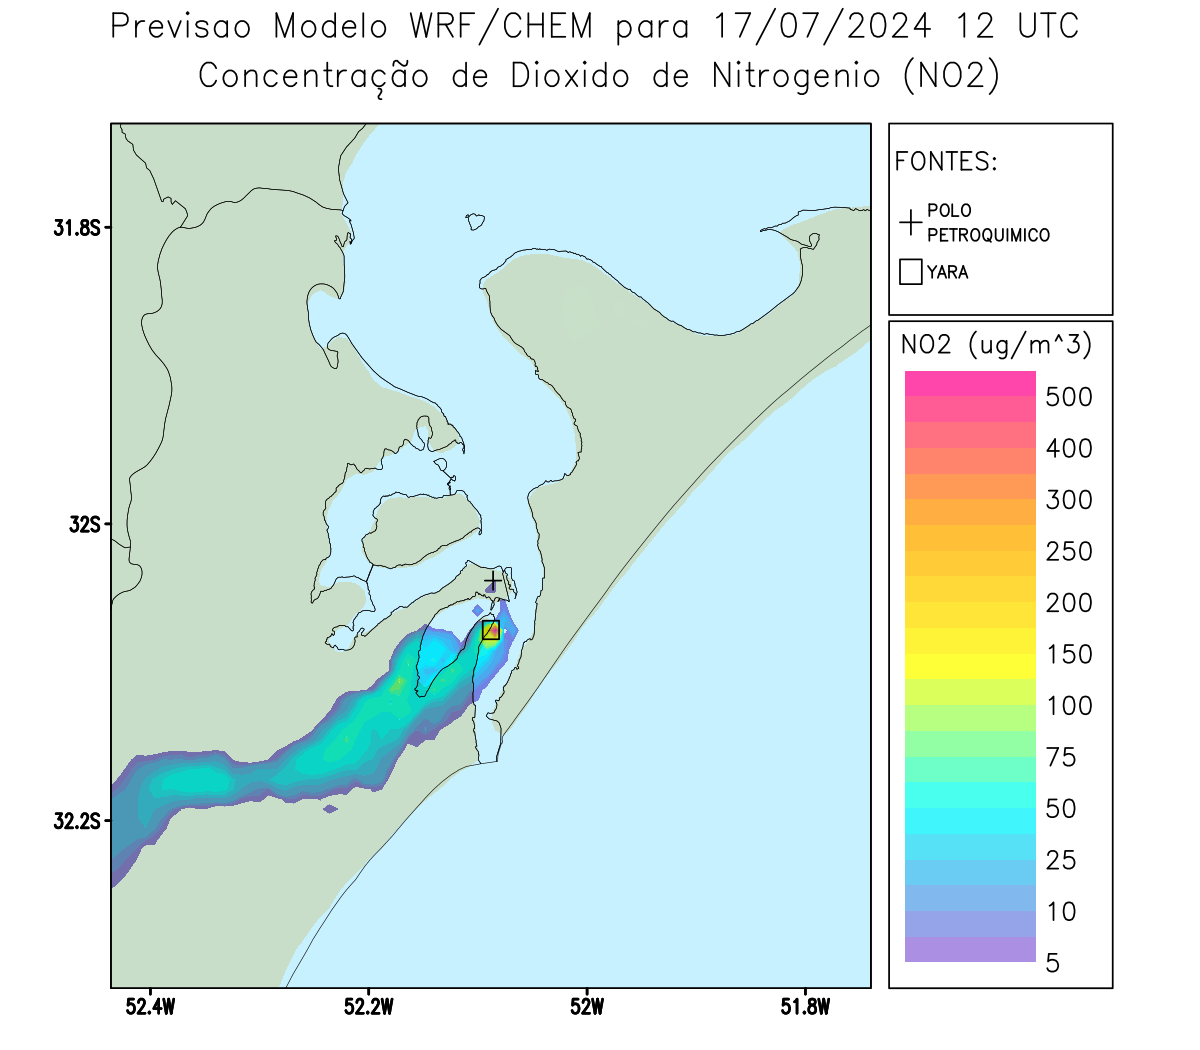 Previsao Modelo WRF/CHEM para 17/07/2024 12 UTC
Concentração de Dioxido de Nitrogenio (NO2)
FONTES:
POLO
PETROQUIMICO
YARA
NO2 (ug/m^3)
500
400
300
250
200
150
100
75
50
25
10
5
31.8S
32S
32.2S
52.4W
52.2W
52W
51.8W